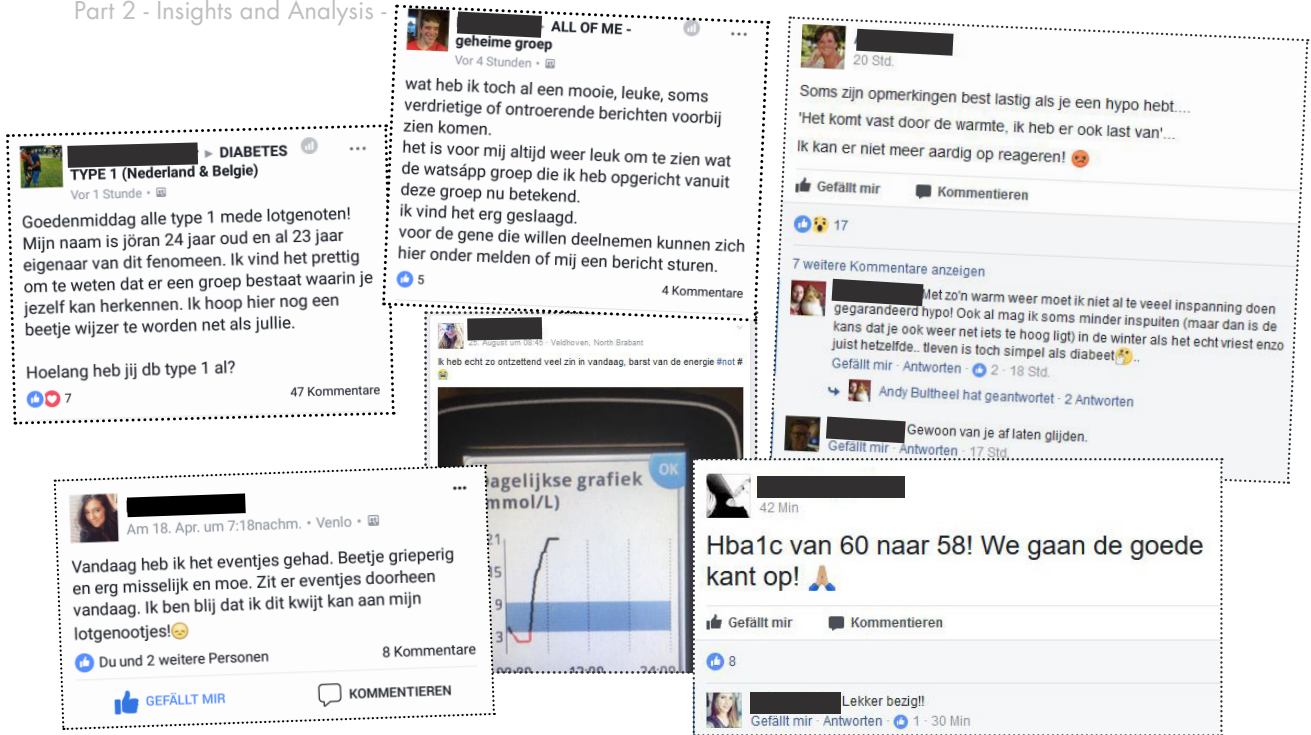 Part 2 - Insights and Analysis -
DIABETES
TYPE 1 (Nederland & Belgie)
Vor 1 Stunde
Goedenmiddag alle type 1 mede lotgenoten!
Mijn naam is jöran 24 jaar oud en al 23 jaar
eigenaar van dit fenomeen. Ik vind het prettig
om te weten dat er een groep bestaat waarin je
jezelf kan herkennen. Ik hoop hier nog een
beetje wijzer te worden net als jullie.
Hoelang heb jij db type 1 al?
7
47 Kommentare
ALL OF ME -
geheime groep
Vor 4 Stunden
wat heb ik toch al een mooie, leuke, soms
verdrietige of ontroerende berichten voorbij
zien komen.
het is voor mij altijd weer leuk om te zien wat
de watsápp groep die ik heb opgericht vanuit
deze groep nu betekend.
ik vind het erg geslaagd.
voor de gene die willen deelnemen kunnen zich
hier onder melden of mij een bericht sturen.
5
4 Kommentare
20 Std.
Soms zijn opmerkingen best lastig als je een hypo hebt....
'Het komt vast door de warmte, ik heb er ook last van'...
Ik kan er niet meer aardig op reageren! 😡
Gefällt mir Kommentieren
17
7 weitere Kommentare anzeigen
Met zo'n warm weer moet ik niet al te veeel inspanning doen
gegarandeerd hypo! Ook al mag ik soms minder inspuiten (maar dan is de
kans dat je ook weer net iets te hoog ligt) in de winter als het echt vriest enzo
juist hetzelfde.. tleven is toch simpel als diabeet🤔..
Gefällt mir · Antworten · 2 · 18 Std.
Andy Bultheel hat geantwortet · 2 Antworten
Gewoon van je af laten glijden.
Gefällt mir · Antworten · 17 Std.
25. August um 08:45 · Veldhoven, North Brabant
Ik heb echt zo ontzettend veel zin in vandaag, barst van de energie #not #
😭
OK
agelijkse grafiek
mmol/L)
21
15
9
3
12:00 24:00
Am 18. Apr. um 7:18nachm. • Venlo •
Vandaag heb ik het eventjes gehad. Beetje grieperig
en erg misselijk en moe. Zit er eventjes doorheen
vandaag. Ik ben blij dat ik dit kwijt kan aan mijn
lotgenootjes!😞
Du und 2 weitere Personen
8 Kommentare
GEFÄLLT MIR KOMMENTIEREN
42 Min
Hba1c van 60 naar 58! We gaan de goede
kant op! 🙏🏼
Gefällt mir Kommentieren
8
Lekker bezig!!
Gefällt mir · Antworten · 1 · 30 Min